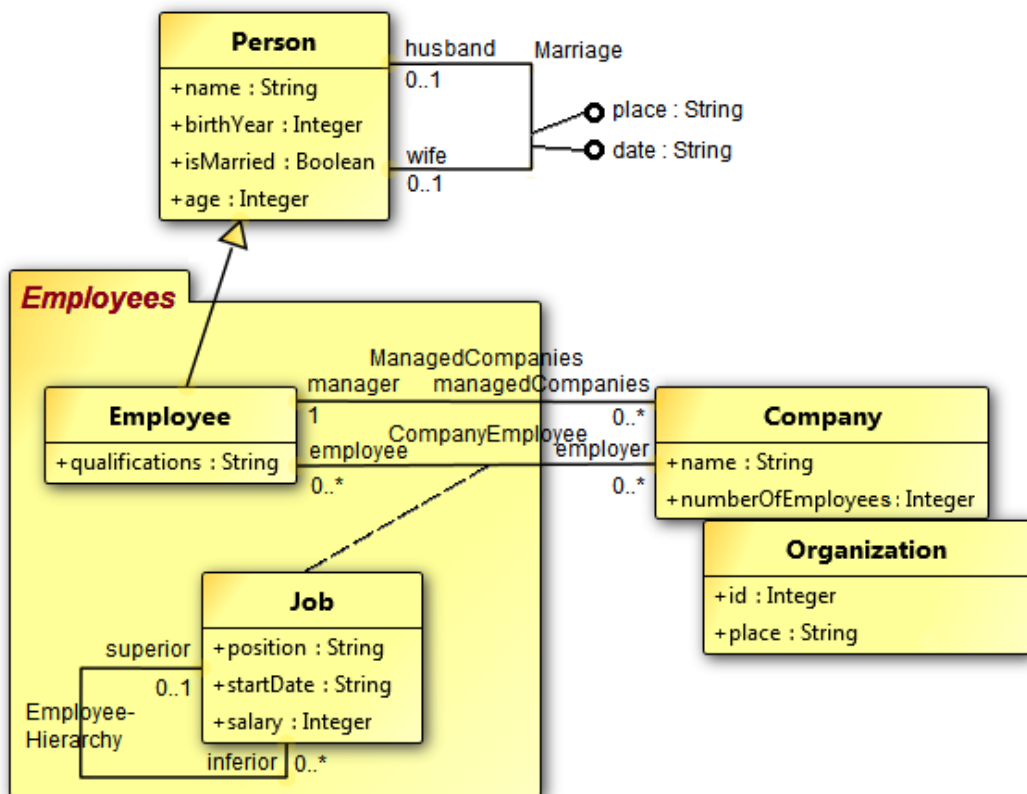 Person
+name : String
+birthYear : Integer
+isMarried : Boolean
+age : Integer
husband
0..1
Marriage
place : String
date : String
wife
0..1
Employees
ManagedCompanies
manager
managedCompanies
1
0..*
Employee
+qualifications : String
CompanyEmployee
employee
employer
0..*
0..*
Company
+name : String
+numberOfEmployees: Integer
Organization
+id : Integer
+place : String
Job
+position : String
+startDate : String
+salary : Integer
superior
0..1
Employee-
Hierarchy
inferior
0..*